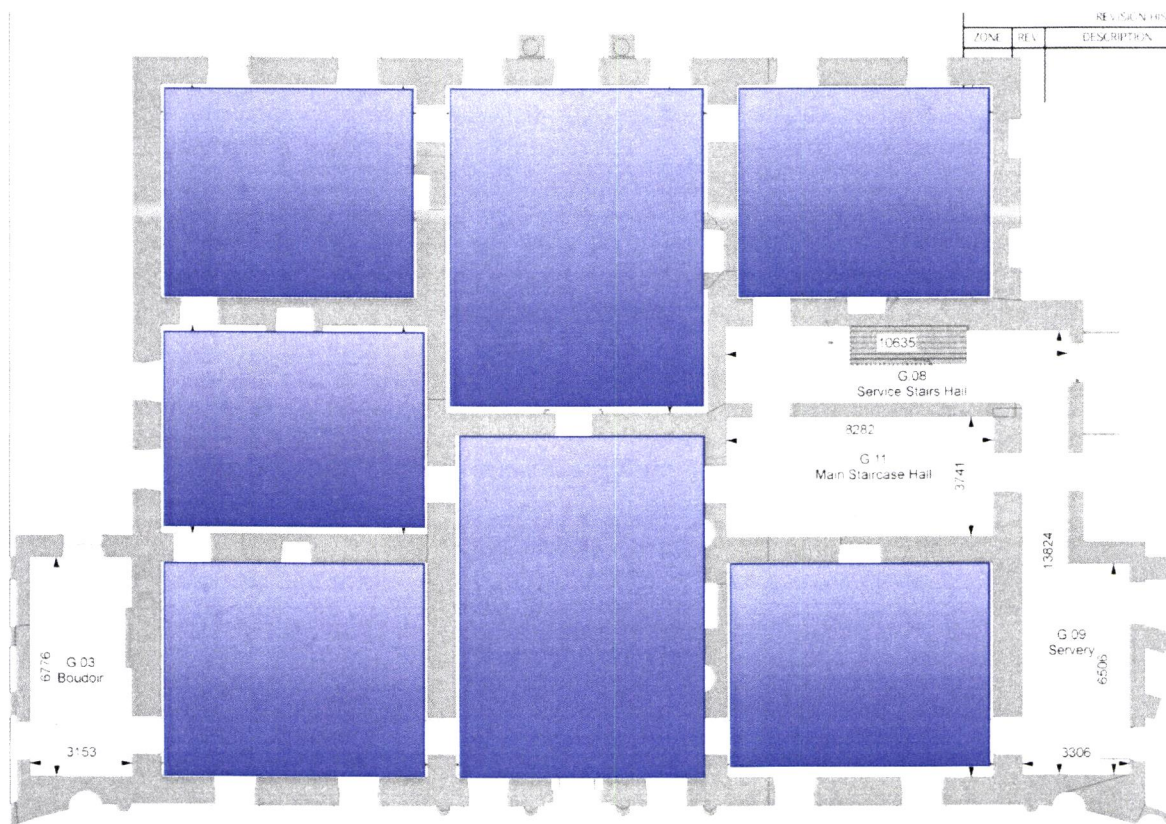 REVISION HIS
ZONE REV DESCRIPTION
10635
G.08
Service Stairs Hall
8282
G.11
Main Staircase Hall
3741
13824
G.03
Boudoir
6776
3153
G.09
Servery
6506
3306